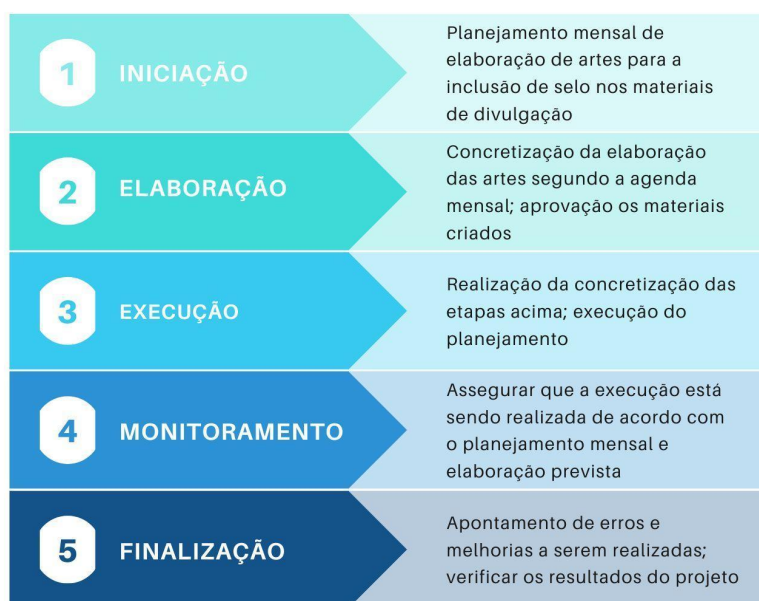 1
INICIAÇÃO
Planejamento mensal de
elaboração de artes para a
inclusão de selo nos materiais
de divulgação
2
ELABORAÇÃO
Concretização da elaboração
das artes segundo a agenda
mensal; aprovação os materiais
criados
3
EXECUÇÃO
Realização da concretização das
etapas acima; execução do
planejamento
4
MONITORAMENTO
Assegurar que a execução está
sendo realizada de acordo com
o planejamento mensal e
elaboração prevista
5
FINALIZAÇÃO
Apontamento de erros e
melhorias a serem realizadas;
verificar os resultados do projeto